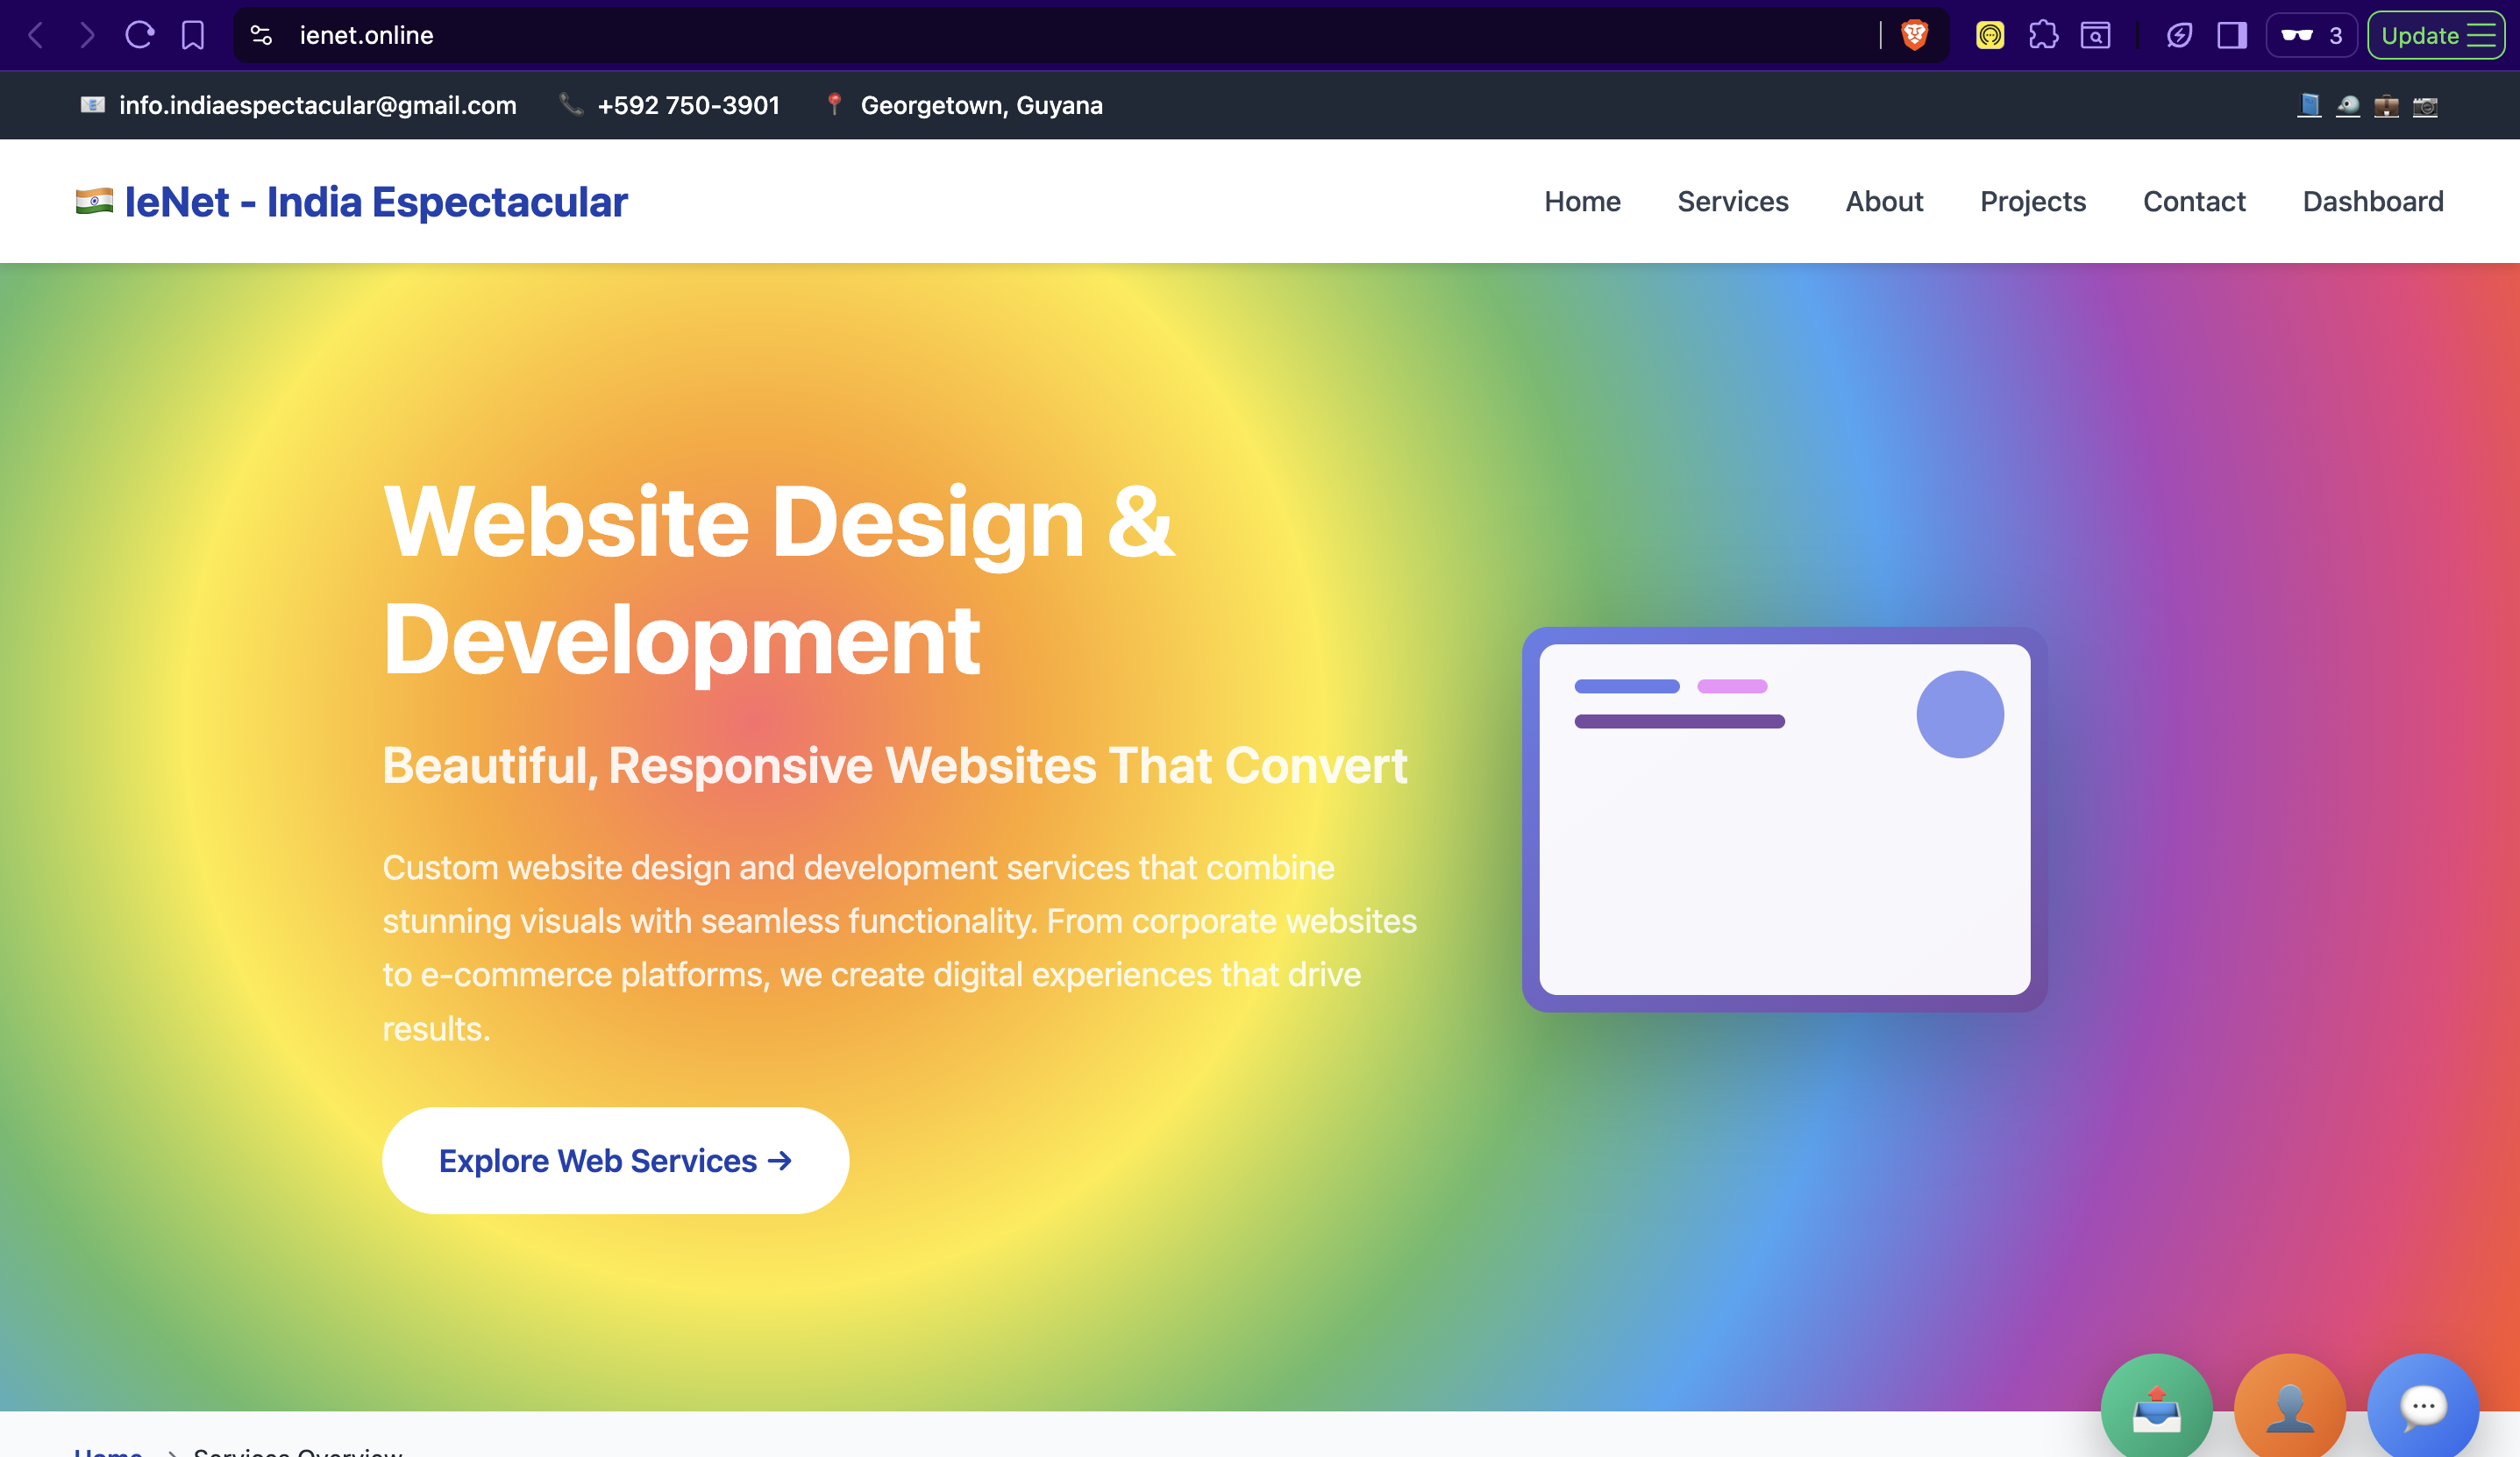 ienet.online
3
Update
info.indiaespectacular@gmail.com
+592 750-3901
Georgetown, Guyana
IeNet - India Espectacular
Home
Services
About
Projects
Contact
Dashboard
Website Design &
Development
Beautiful, Responsive Websites That Convert
Custom website design and development services that combine
stunning visuals with seamless functionality. From corporate websites
to e-commerce platforms, we create digital experiences that drive
results.
Explore Web Services →
Home > Services Overview